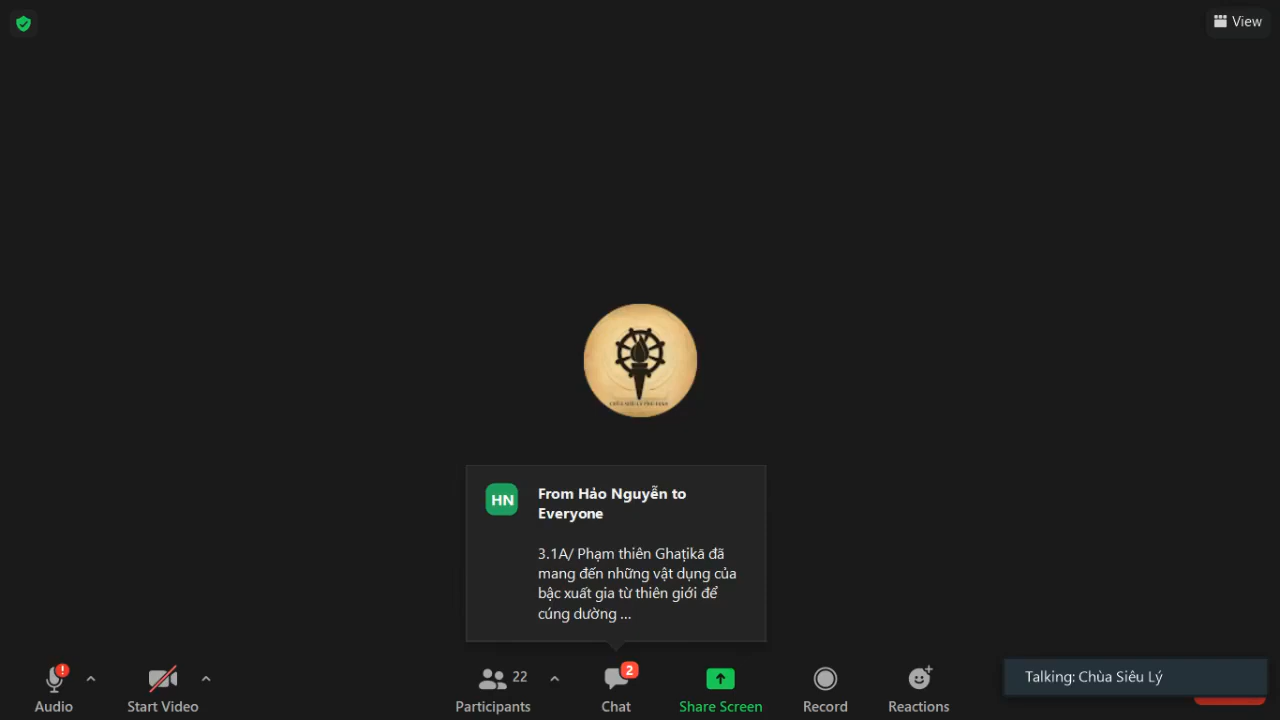 View
HN
From Hảo Nguyễn to
Everyone
3.1A/ Phạm thiên Ghaṭikā đã
mang đến những vật dụng của
bậc xuất gia từ thiên giới để
cúng dường ...
22
2
Talking: Chùa Siêu Lý
Audio
Start Video
Participants
Chat
Share Screen
Record
Reactions